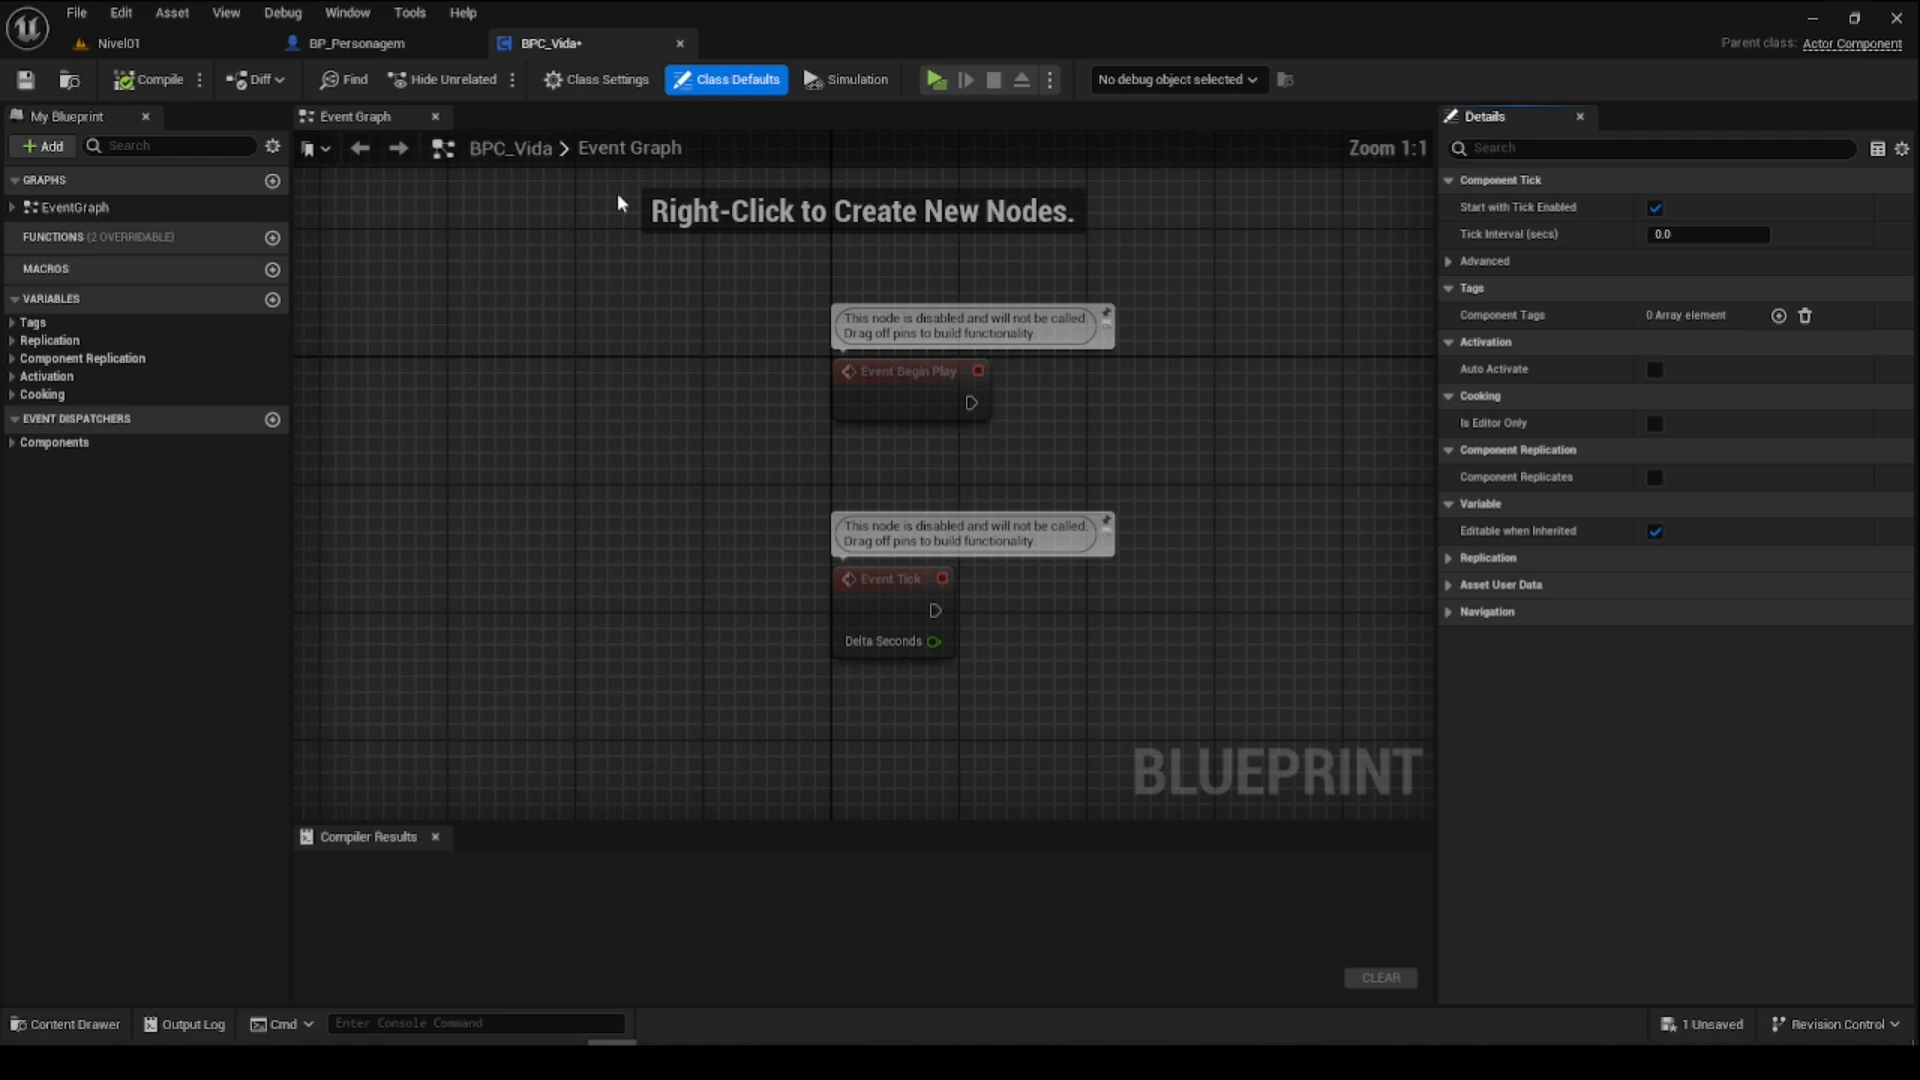 File Edit Asset View Debug Window Tools Help
Nivel01 BP_Personagem BPC_Vida• Parent class: Actor Component
Compile Diff Find Hide Unrelated Class Settings Class Defaults Simulation No debug object selected
My Blueprint Event Graph Details
+ Add Search BPC_Vida > Event Graph Zoom 1:1 Search
Right-Click to Create New Nodes.
GRAPHS
EventGraph
FUNCTIONS (2 OVERRIDABLE)
MACROS
VARIABLES
Tags
Replication
Component Replication
Activation
Cooking
EVENT DISPATCHERS
Components
This node is disabled and will not be called.
Drag off pins to build functionality.
Event Begin Play
This node is disabled and will not be called.
Drag off pins to build functionality.
Event Tick
Delta Seconds
BLUEPRINT
Component Tick
Start with Tick Enabled
Tick Interval (secs) 0.0
Advanced
Tags
Component Tags 0 Array element
Activation
Auto Activate
Cooking
Is Editor Only
Component Replication
Component Replicates
Variable
Editable when Inherited
Replication
Asset User Data
Navigation
Compiler Results
CLEAR
Content Drawer Output Log Cmd Enter Console Command 1 Unsaved Revision Control